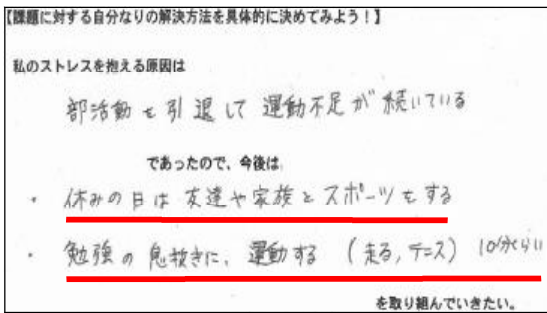 【課題に対する自分なりの解決方法を具体的に決めてみよう！】
私のストレスを抱える原因は
部活動を引退して運動不足が続いている
であったので、今後は
・休みの日は友達や家族とスポーツをする
・勉強の息抜きに、運動する（走る,テニス）10分くらい
を取り組んでいきたい。